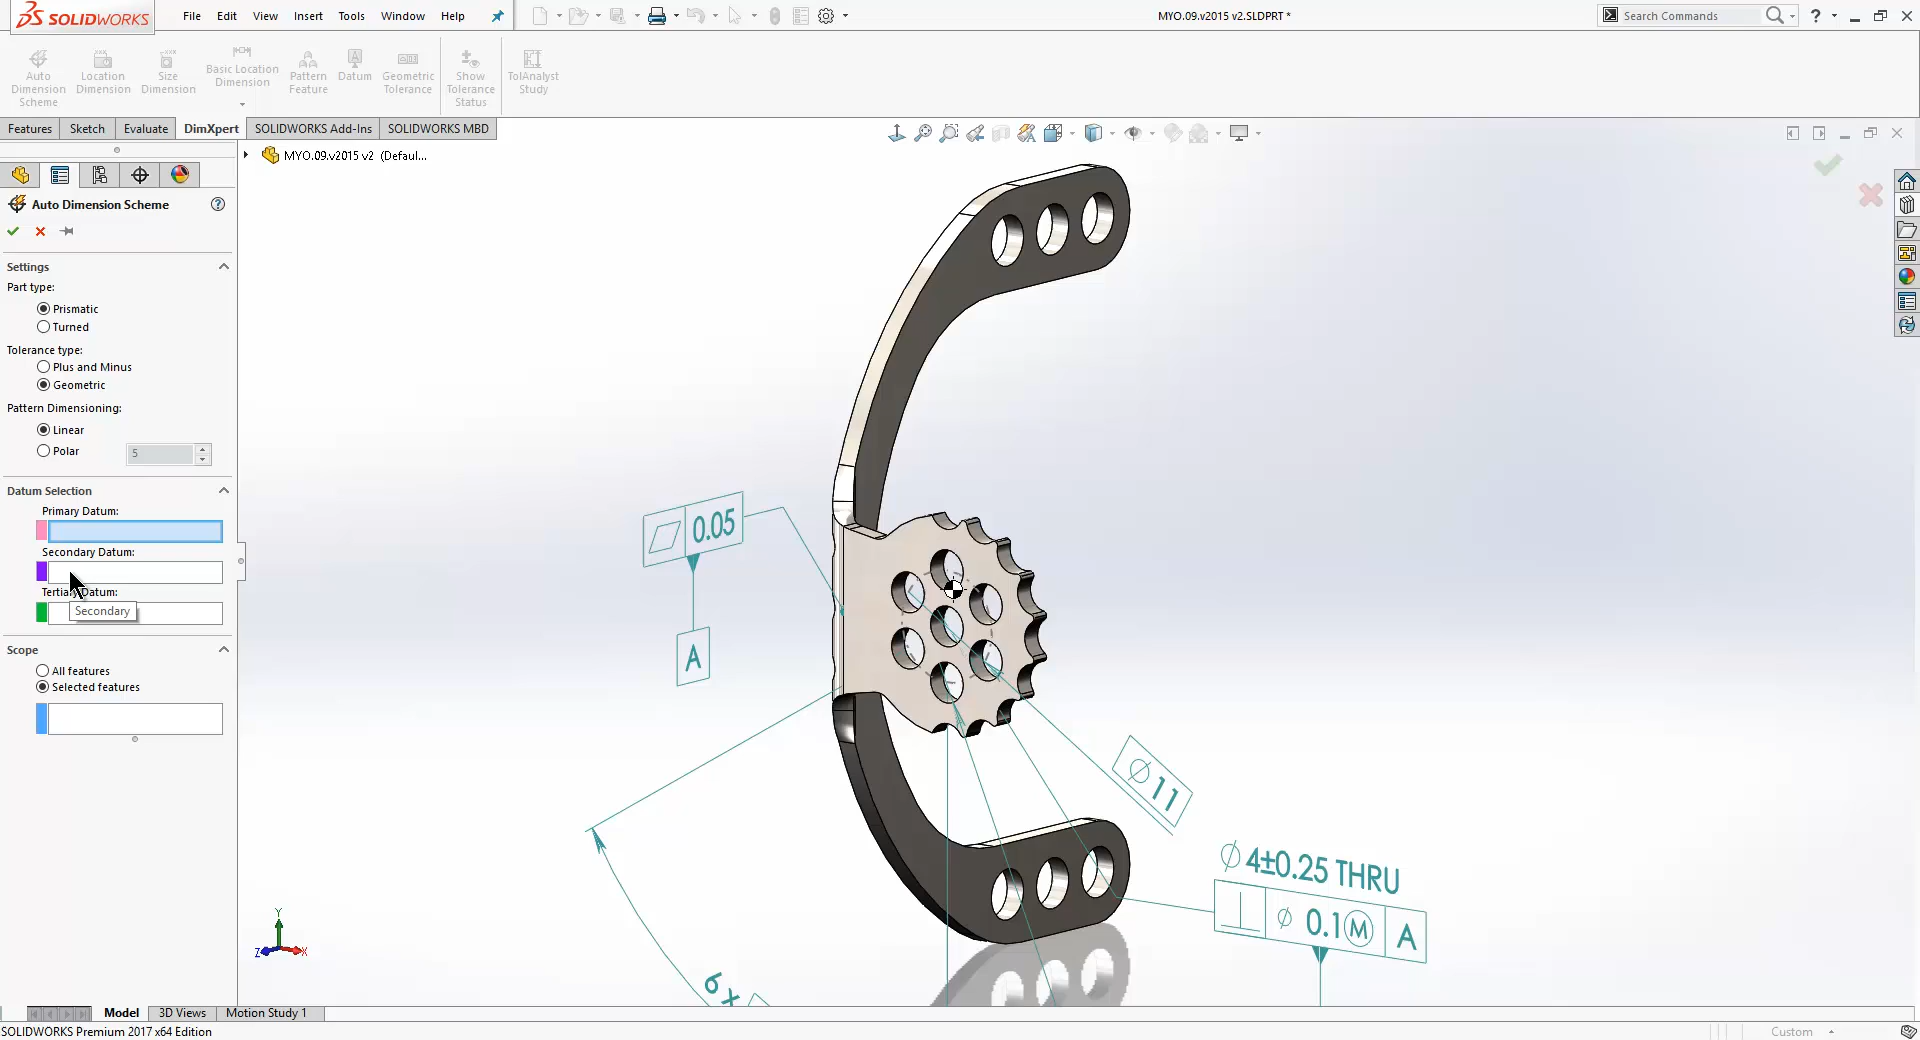 SOLIDWORKS
File Edit View Insert Tools Window Help
MYO.09.v2015 v2.SLDPRT *
Search Commands
Auto Dimension Scheme
Location Dimension
Size Dimension
Basic Location Dimension
Pattern Feature
Datum
Geometric Tolerance
Show Tolerance Status
TolAnalyst Study
Features Sketch Evaluate DimXpert SOLIDWORKS Add-Ins SOLIDWORKS MBD
MYO.09.v2015 v2 (Defaul...
Auto Dimension Scheme
Settings
Part type:
Prismatic
Turned
Tolerance type:
Plus and Minus
Geometric
Pattern Dimensioning:
Linear
Polar
5
Datum Selection
Primary Datum:
Secondary Datum:
Datum:
Secondary
Scope
All features
Selected features
0.05
A
∅11
∅ 4±0.25 THRU
⊥ ∅ 0.1Ⓜ A
6 X
Y
Z
X
Model 3D Views Motion Study 1
SOLIDWORKS Premium 2017 x64 Edition
Custom